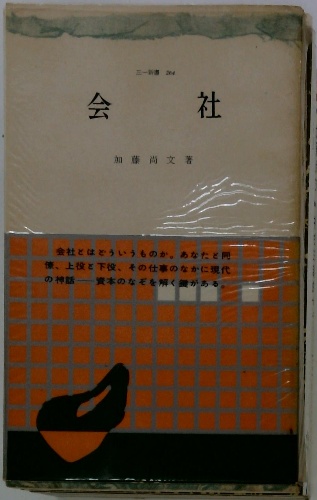 三一新書 264
会社
加藤尚文著
会社とはどういうものか。あなたと同
僚、上役と下役、その仕事のなかに現代
の神話——資本のなぞを解く鍵がある。